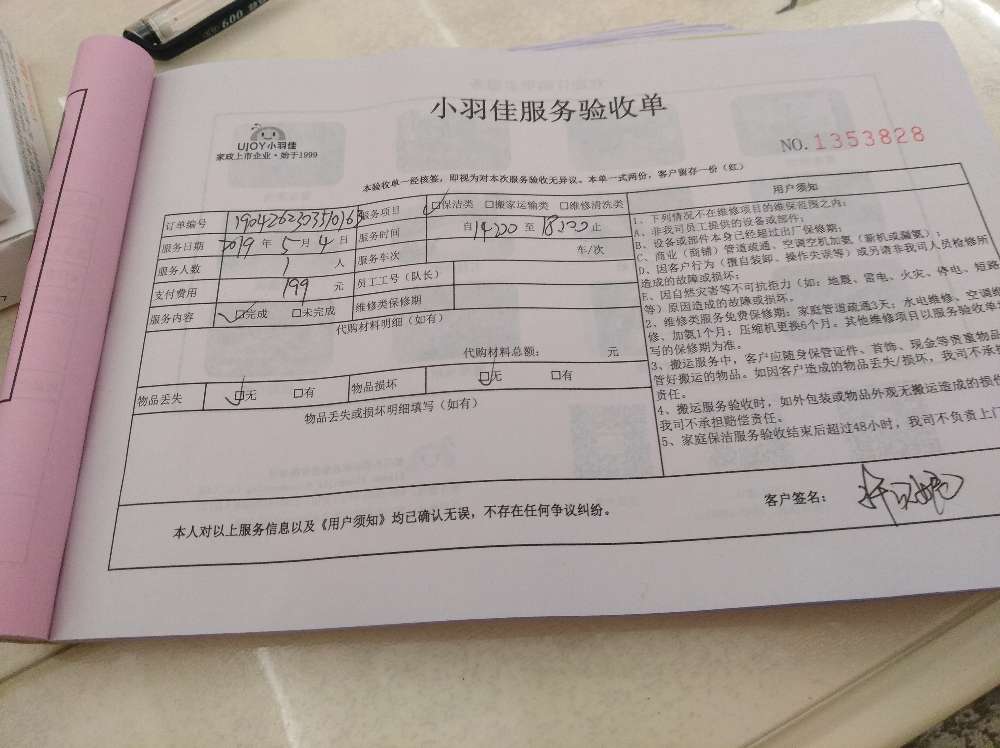 6.00
小羽佳服务验收单
UJOY小羽佳
家政上市企业·始于1999
NO.1353828
本验收单一经核签,即视为对本次服务验收无异议。本单一式两份,客户留存一份(红)
订单编号 服务项目 ☑保洁类 □搬家运输类 □维修清洗类
服务日期 2019 年 5 月 4 日 服务时间 自 14:00 至 18:00 止
服务人数 1 人 服务车次 车/次
支付费用 199 元 员工工号(队长)
服务内容 ☑完成 □未完成 维修类保修期
代购材料明细(如有)
代购材料总额: 元
物品丢失 ☑无 □有 物品损坏 ☑无 □有
物品丢失或损坏明细填写(如有)
用户须知
1、下列情况不在维修项目的维保范围之内:
A、非我司员工提供的设备或部件;
B、设备或部件本身已经超过出厂保修期;
C、商业(商铺)管道疏通、空调空机加氨(新机或漏氨);
D、因客户行为(擅自装卸、操作失误等)或另请非我司人员检修所
造成的故障或损坏;
E、因自然灾害等不可抗拒力(如:地震、雷电、火灾、停电、短路
等)原因造成的故障或损坏。
2、维修类服务免费保修期:家庭管道疏通3天;水电维修、空调维
修、加氨1个月;压缩机更换6个月。其他维修项目以服务验收单
写的保修期为准。
3、搬运服务中,客户应随身保管证件、首饰、现金等贵重物品
管好搬运的物品。如因客户造成的物品丢失/损坏,我司不承担
责任。
4、搬运服务验收时,如外包装或物品外观无搬运造成的损伤
我司不承担赔偿责任。
5、家庭保洁服务验收结束后超过48小时,我司不负责上门
本人对以上服务信息以及《用户须知》均已确认无误,不存在任何争议纠纷。
客户签名: